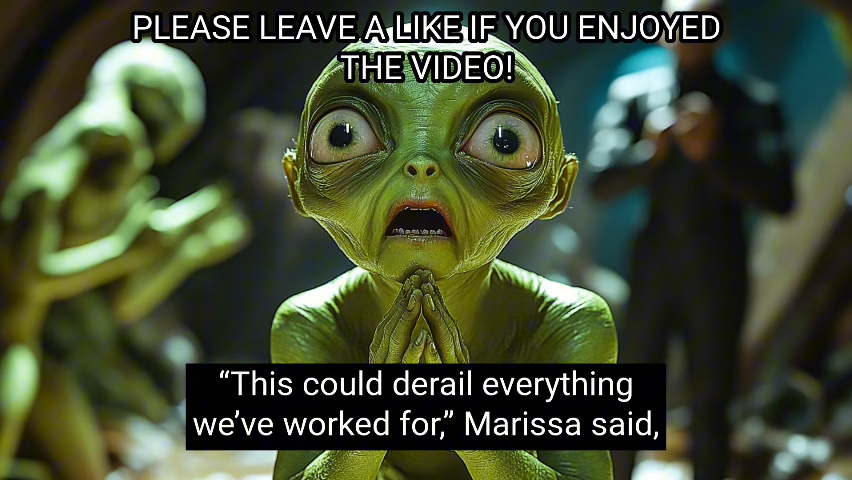 PLEASE LEAVE A LIKE IF YOU ENJOYED
THE VIDEO!
“This could derail everything
we’ve worked for,” Marissa said,